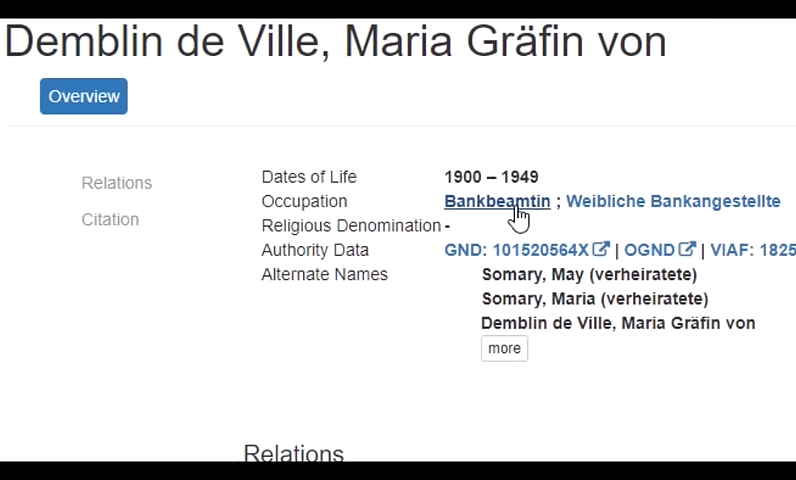 Demblin de Ville, Maria Gräfin von
Overview
Relations
Citation
Dates of Life 1900 – 1949
Occupation Bankbeamtin ; Weibliche Bankangestellte
Religious Denomination -
Authority Data GND: 101520564X | OGND | VIAF: 1825
Alternate Names Somary, May (verheiratete)
Somary, Maria (verheiratete)
Demblin de Ville, Maria Gräfin von
more
Relations